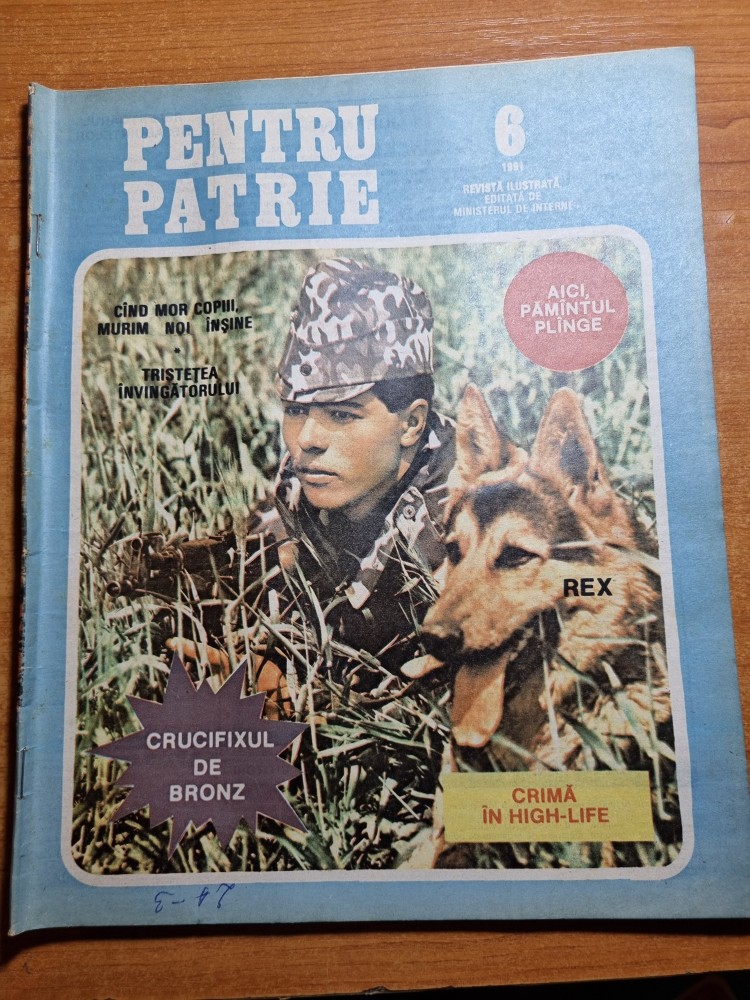 PENTRU
PATRIE
6
1991
REVISTĂ ILUSTRATĂ
EDITATĂ DE
MINISTERUL DE INTERNE
CÎND MOR COPIII,
MURIM NOI ÎNȘINE
*
TRISTEȚEA
ÎNVINGĂTORULUI
AICI,
PĂMÎNTUL
PLÎNGE
REX
CRUCIFIXUL
DE
BRONZ
CRIMĂ
ÎN HIGH-LIFE